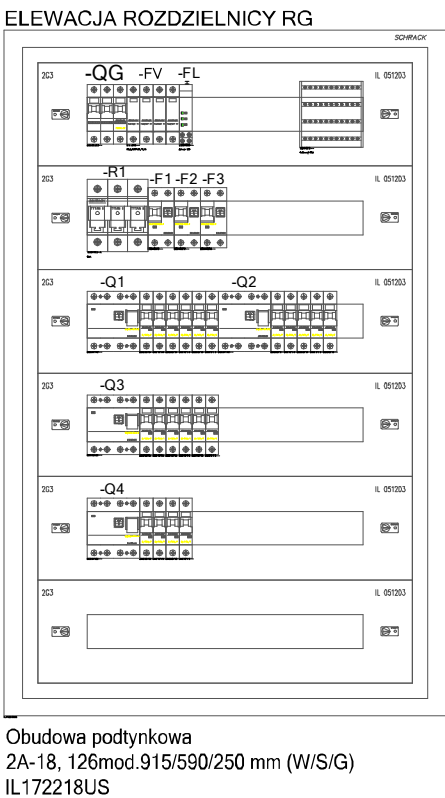 ELEWACJA ROZDZIELNICY RG
SCHRACK
2G3 -QG -FV -FL IL 051203
2G3 -R1 -F1 -F2 -F3 IL 051203
2G3 -Q1 -Q2 IL 051203
2G3 -Q3 IL 051203
2G3 -Q4 IL 051203
2G3 IL 051203
Obudowa podtynkowa
2A-18, 126mod.915/590/250 mm (W/S/G)
IL172218US